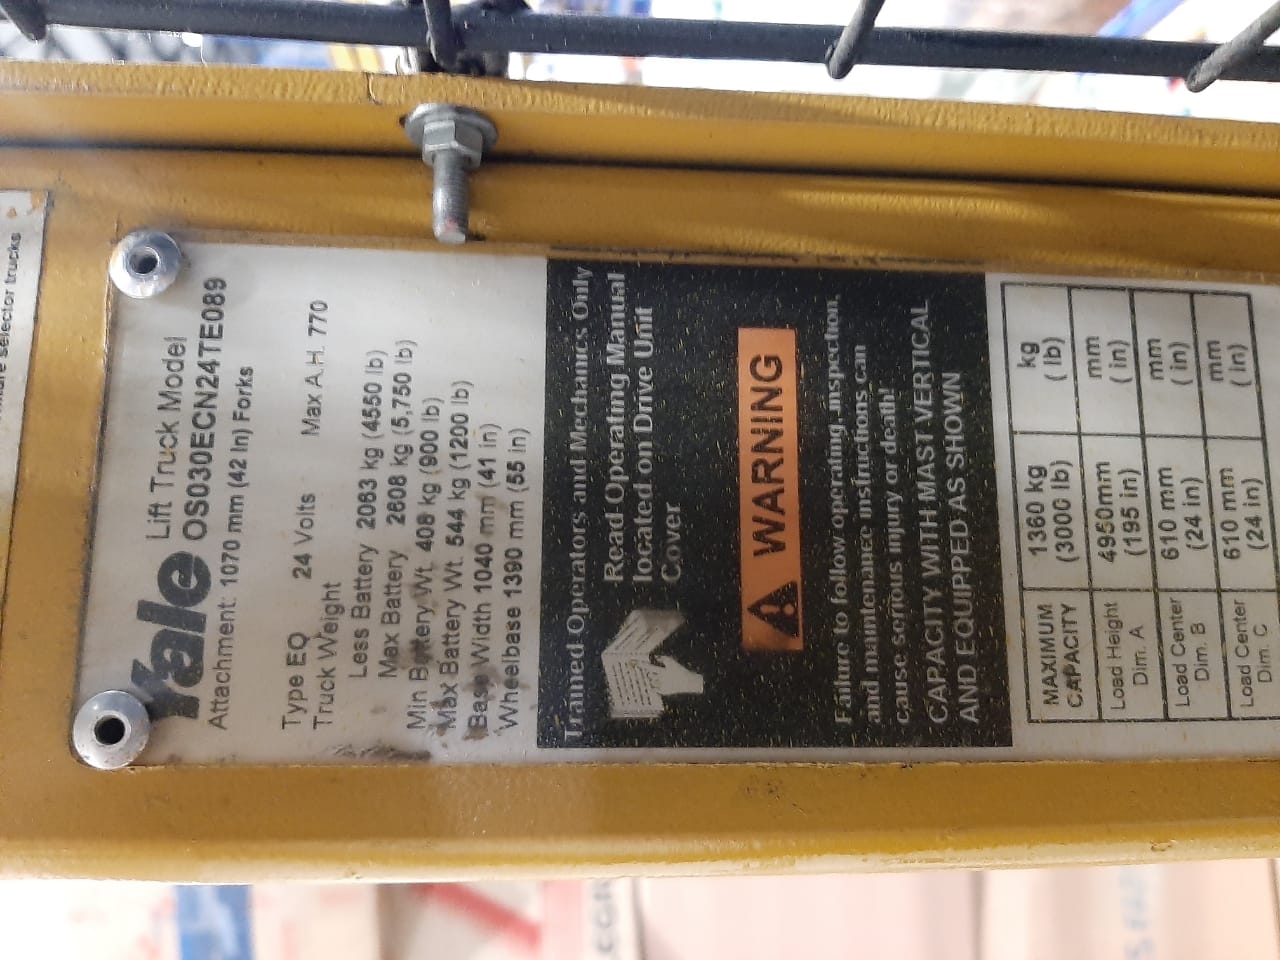 more selector trucks
Yale Lift Truck Model
OS030ECN24TE089
Attachment: 1070 mm (42 In) Forks
Type EQ 24 Volts Max A.H. 770
Truck Weight
Less Battery 2063 kg (4550 lb)
Max Battery 2608 kg (5,750 lb)
Min Battery Wt. 408 kg (900 lb)
Max Battery Wt. 544 kg (1200 lb)
Base Width 1040 mm (41 in)
Wheelbase 1390 mm (55 in)
Trained Operators and Mechanics Only
Read Operating Manual
located on Drive Unit
Cover
WARNING
Failure to follow operating, inspection,
and maintenance instructions can
cause serious injury or death!
CAPACITY WITH MAST VERTICAL
AND EQUIPPED AS SHOWN
MAXIMUM CAPACITY 1360 kg (3000 lb) kg ( lb)
Load Height Dim. A 4950mm (195 in) mm ( in)
Load Center Dim. B 610 mm (24 in) mm ( in)
Load Center Dim. C 610 mm (24 in) mm ( in)